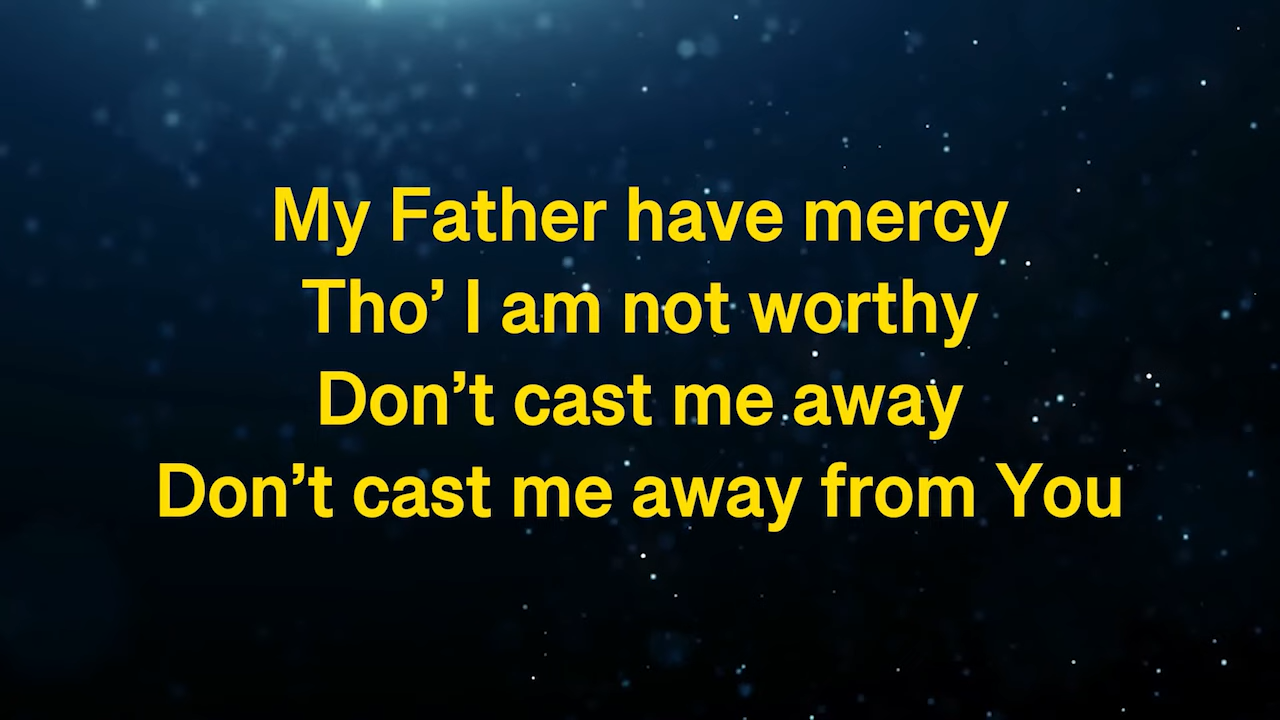 My Father have mercy
Tho’ I am not worthy
Don’t cast me away
Don’t cast me away from You